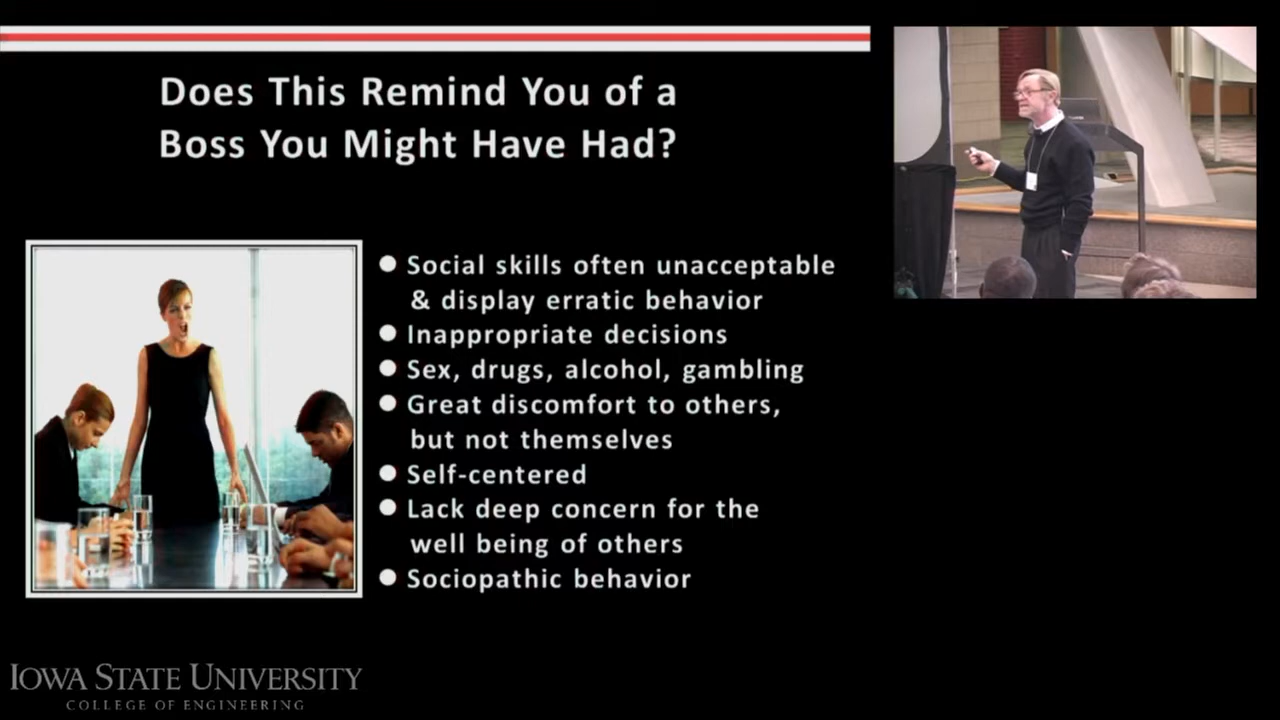 Does This Remind You of a
Boss You Might Have Had?
● Social skills often unacceptable
& display erratic behavior
● Inappropriate decisions
● Sex, drugs, alcohol, gambling
● Great discomfort to others,
but not themselves
● Self-centered
● Lack deep concern for the
well being of others
● Sociopathic behavior
IOWA STATE UNIVERSITY
COLLEGE OF ENGINEERING